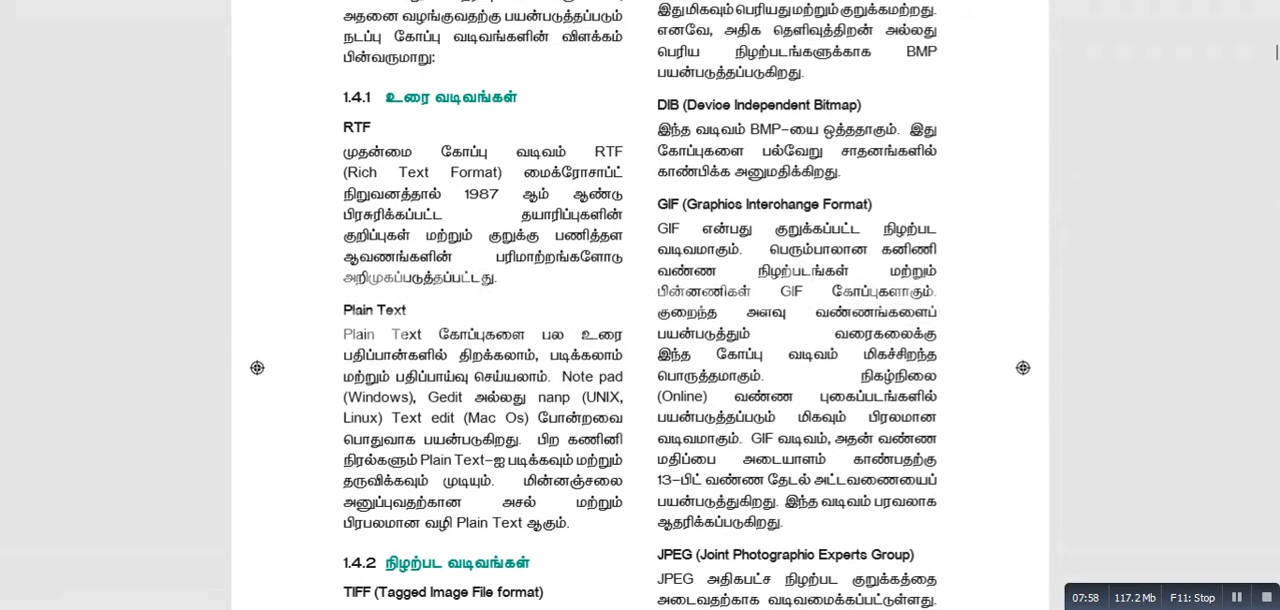 அதனை வழங்குவதற்கு பயன்படுத்தப்படும்
நடப்பு கோப்பு வடிவங்களின் விளக்கம்
பின்வருமாறு:
1.4.1 உரை வடிவங்கள்
RTF
முதன்மை கோப்பு வடிவம் RTF
(Rich Text Format) மைக்ரோசாப்ட்
நிறுவனத்தால் 1987 ஆம் ஆண்டு
பிரசுரிக்கப்பட்ட தயாரிப்புகளின்
குறிப்புகள் மற்றும் குறுக்கு பணித்தள
ஆவணங்களின் பரிமாற்றங்களோடு
அறிமுகப்படுத்தப்பட்டது.
Plain Text
Plain Text கோப்புகளை பல உரை
பதிப்பான்களில் திறக்கலாம், படிக்கலாம்
மற்றும் பதிப்பாய்வு செய்யலாம். Note pad
(Windows), Gedit அல்லது nanp (UNIX,
Linux) Text edit (Mac Os) போன்றவை
பொதுவாக பயன்படுகிறது. பிற கணினி
நிரல்களும் Plain Text-ஐ படிக்கவும் மற்றும்
தருவிக்கவும் முடியும். மின்னஞ்சலை
அனுப்புவதற்கான அசல் மற்றும்
பிரபலமான வழி Plain Text ஆகும்.
1.4.2 நிழற்பட வடிவங்கள்
TIFF (Tagged Image File format)
இதுமிகவும் பெரியதுமற்றும் குறுக்கமற்றது.
எனவே, அதிக தெளிவுத்திறன் அல்லது
பெரிய நிழற்படங்களுக்காக BMP
பயன்படுத்தப்படுகிறது.
DIB (Device Independent Bitmap)
இந்த வடிவம் BMP-யை ஒத்ததாகும். இது
கோப்புகளை பல்வேறு சாதனங்களில்
காண்பிக்க அனுமதிக்கிறது.
GIF (Graphios Interohange Format)
GIF என்பது குறுக்கப்பட்ட நிழற்பட
வடிவமாகும். பெரும்பாலான கனிணி
வண்ண நிழற்படங்கள் மற்றும்
பின்னணிகள் GIF கோப்புகளாகும்.
குறைந்த அளவு வண்ணங்களைப்
பயன்படுத்தும் வரைகலைக்கு
இந்த கோப்பு வடிவம் மிகச்சிறந்த
பொருத்தமாகும். நிகழ்நிலை
(Online) வண்ண புகைப்படங்களில்
பயன்படுத்தப்படும் மிகவும் பிரலமான
வடிவமாகும். GIF வடிவம், அதன் வண்ண
மதிப்பை அடையாளம் காண்பதற்கு
13-பிட் வண்ண தேடல் அட்டவணையைப்
பயன்படுத்துகிறது. இந்த வடிவம் பரவலாக
ஆதரிக்கப்படுகிறது.
JPEG (Joint Photographic Experts Group)
JPEG அதிகபட்ச நிழற்பட குறுக்கத்தை
அடைவதற்காக வடிவமைக்கப்பட்டுள்ளது.
07:58 117.2 Mb F11: Stop